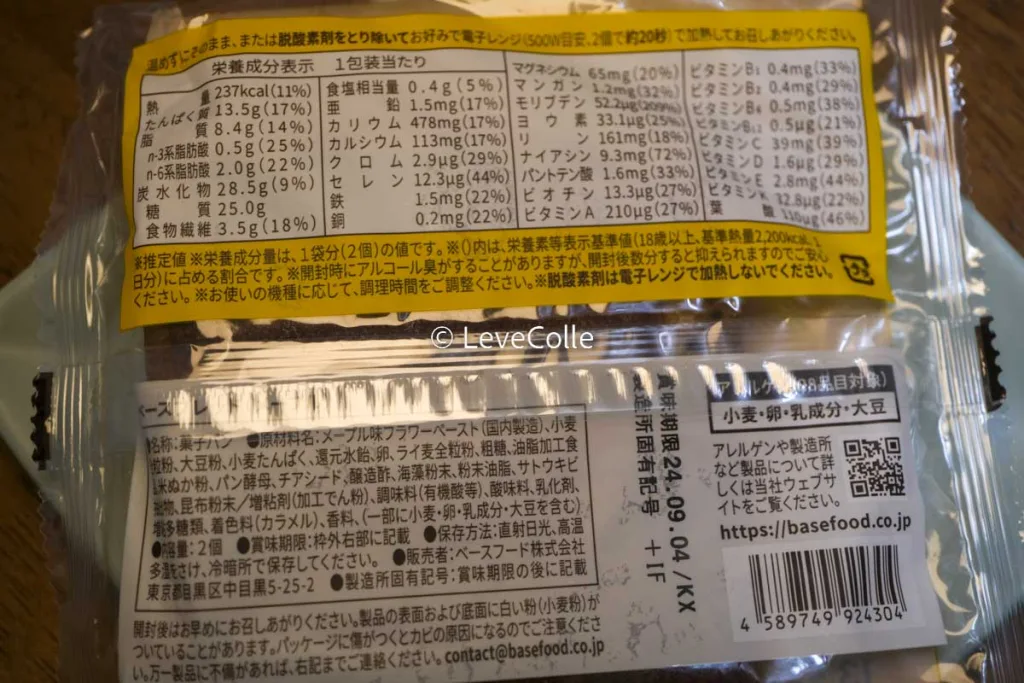 温めずにそのまま、または脱酸素剤をとり除いてお好みで電子レンジ(500W目安、2個で約20秒)で加熱してお召しあがりください。
栄養成分表示 1包装当たり
熱量 237kcal(11%)
たんぱく質 13.5g(17%)
脂質 8.4g(14%)
n-3系脂肪酸 0.5g(25%)
n-6系脂肪酸 2.0g(22%)
炭水化物 28.5g(9%)
糖質 25.0g
食物繊維 3.5g(18%)
食塩相当量 0.4g(5%)
亜鉛 1.5mg(17%)
カリウム 478mg(17%)
カルシウム 113mg(17%)
クロム 2.9μg(29%)
セレン 12.3μg(44%)
鉄 1.5mg(22%)
銅 0.2mg(22%)
マグネシウム 65mg(20%)
マンガン 1.2mg(32%)
モリブデン 52.2μg(209%)
ヨウ素 33.1μg(25%)
リン 161mg(18%)
ナイアシン 9.3mg(72%)
パントテン酸 1.6mg(33%)
ビオチン 13.3μg(27%)
ビタミンA 210μg(27%)
ビタミンB1 0.4mg(33%)
ビタミンB2 0.4mg(29%)
ビタミンB6 0.5mg(38%)
ビタミンB12 0.5μg(21%)
ビタミンC 39mg(39%)
ビタミンD 1.6μg(29%)
ビタミンE 2.8mg(44%)
ビタミンK 32.8μg(22%)
葉酸 110μg(46%)
※推定値 ※栄養成分量は、1袋分(2個)の値です。※()内は、栄養素等表示基準値(18歳以上、基準熱量2,200kcal、1
日分)に占める割合です。※開封時にアルコール臭がすることがありますが、開封後数分すると抑えられますのでご安心
ください。※お使いの機種に応じて、調理時間をご調整ください。※脱酸素剤は電子レンジで加熱しないでください。
© LeveColle
名称:菓子パン ●原材料名:メープル味フラワーペースト(国内製造)、小麦
粒粉、大豆粉、小麦たんぱく、還元水飴、卵、ライ麦全粒粉、粗糖、油脂加工食
米ぬか粉、パン酵母、チアシード、醸造酢、海藻粉末、粉末油脂、サトウキビ
物、昆布粉末/増粘剤(加工でん粉)、調味料(有機酸等)、酸味料、乳化剤、
多糖類、着色料(カラメル)、香料、(一部に小麦・卵・乳成分・大豆を含む)
●内容量:2個 ●賞味期限:枠外右部に記載 ●保存方法:直射日光、高温
多湿をさけ、冷暗所で保存してください。 ●販売者:ベースフード株式会社
東京都目黒区中目黒5-25-2 ●製造所固有記号:賞味期限の後に記載
開封後はお早めにお召しあがりください。製品の表面および底面に白い粉(小麦粉)が
ついていることがあります。パッケージに傷がつくとカビの原因になるのでご注意くださ
い。万一製品に不備があれば、右記までご連絡ください。contact@basefood.co.jp
賞味期限 24.09.04 /KX
製造所固有記号 +IF
アレルゲン(28品目対象)
小麦・卵・乳成分・大豆
アレルゲンや製造所
など製品について詳
しくは当社ウェブサ
イトをご覧ください。
https://basefood.co.jp
4 589749 924304